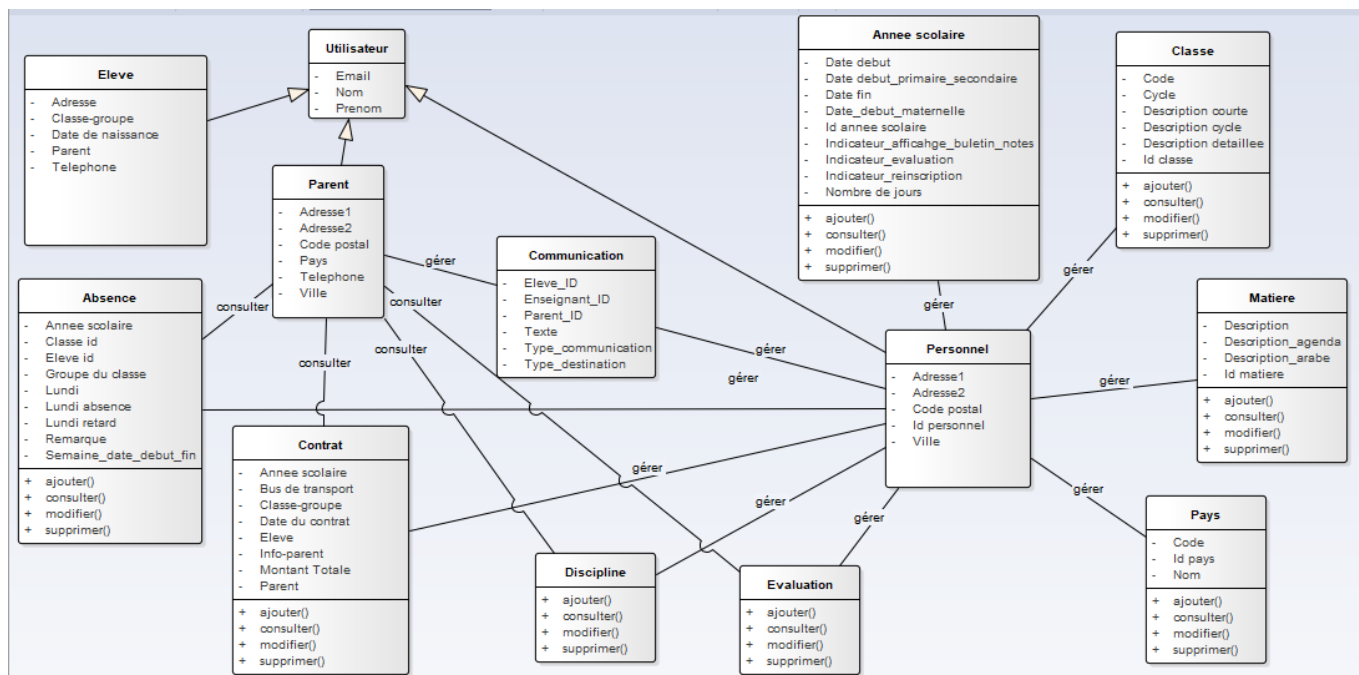 Utilisateur
- Email
- Nom
- Prenom
Eleve
- Adresse
- Classe-groupe
- Date de naissance
- Parent
- Telephone
Annee scolaire
- Date debut
- Date debut_primaire_secondaire
- Date fin
- Date_debut_maternelle
- Id annee scolaire
- Indicateur_afficahge_buletin_notes
- Indicateur_evaluation
- Indicateur_reinscription
- Nombre de jours
+ ajouter()
+ consulter()
+ modifier()
+ supprimer()
Classe
- Code
- Cycle
- Description courte
- Description cycle
- Description detaillee
- Id classe
+ ajouter()
+ consulter()
+ modifier()
+ supprimer()
Parent
- Adresse1
- Adresse2
- Code postal
- Pays
- Telephone
- Ville
gérer
Communication
- Eleve_ID
- Enseignant_ID
- Parent_ID
- Texte
- Type_communication
- Type_destination
gérer
gérer
consulter
consulter
consulter
consulter
Absence
- Annee scolaire
- Classe id
- Eleve id
- Groupe du classe
- Lundi
- Lundi absence
- Lundi retard
- Remarque
- Semaine_date_debut_fin
+ ajouter()
+ consulter()
+ modifier()
+ supprimer()
gérer
gérer
Personnel
- Adresse1
- Adresse2
- Code postal
- Id personnel
- Ville
gérer
Matiere
- Description
- Description_agenda
- Description_arabe
- Id matiere
+ ajouter()
+ consulter()
+ modifier()
+ supprimer()
Contrat
- Annee scolaire
- Bus de transport
- Classe-groupe
- Date du contrat
- Eleve
- Info-parent
- Montant Totale
- Parent
+ ajouter()
+ consulter()
+ modifier()
+ supprimer()
gérer
gérer
gérer
gérer
Discipline
+ ajouter()
+ consulter()
+ modifier()
+ supprimer()
Evaluation
+ ajouter()
+ consulter()
+ modifier()
+ supprimer()
Pays
- Code
- Id pays
- Nom
+ ajouter()
+ consulter()
+ modifier()
+ supprimer()